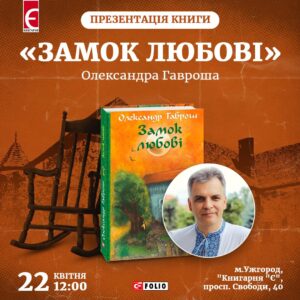 Є
КНИГАРНЯ
ПРЕЗЕНТАЦІЯ КНИГИ
«ЗАМОК ЛЮБОВІ»
Олександра Гавроша
Олександр Гаврош
Замок
любові
22 КВІТНЯ
12:00
FOLIO
м.Ужгород,
"Книгарня "Є",
просп. Свободи, 40